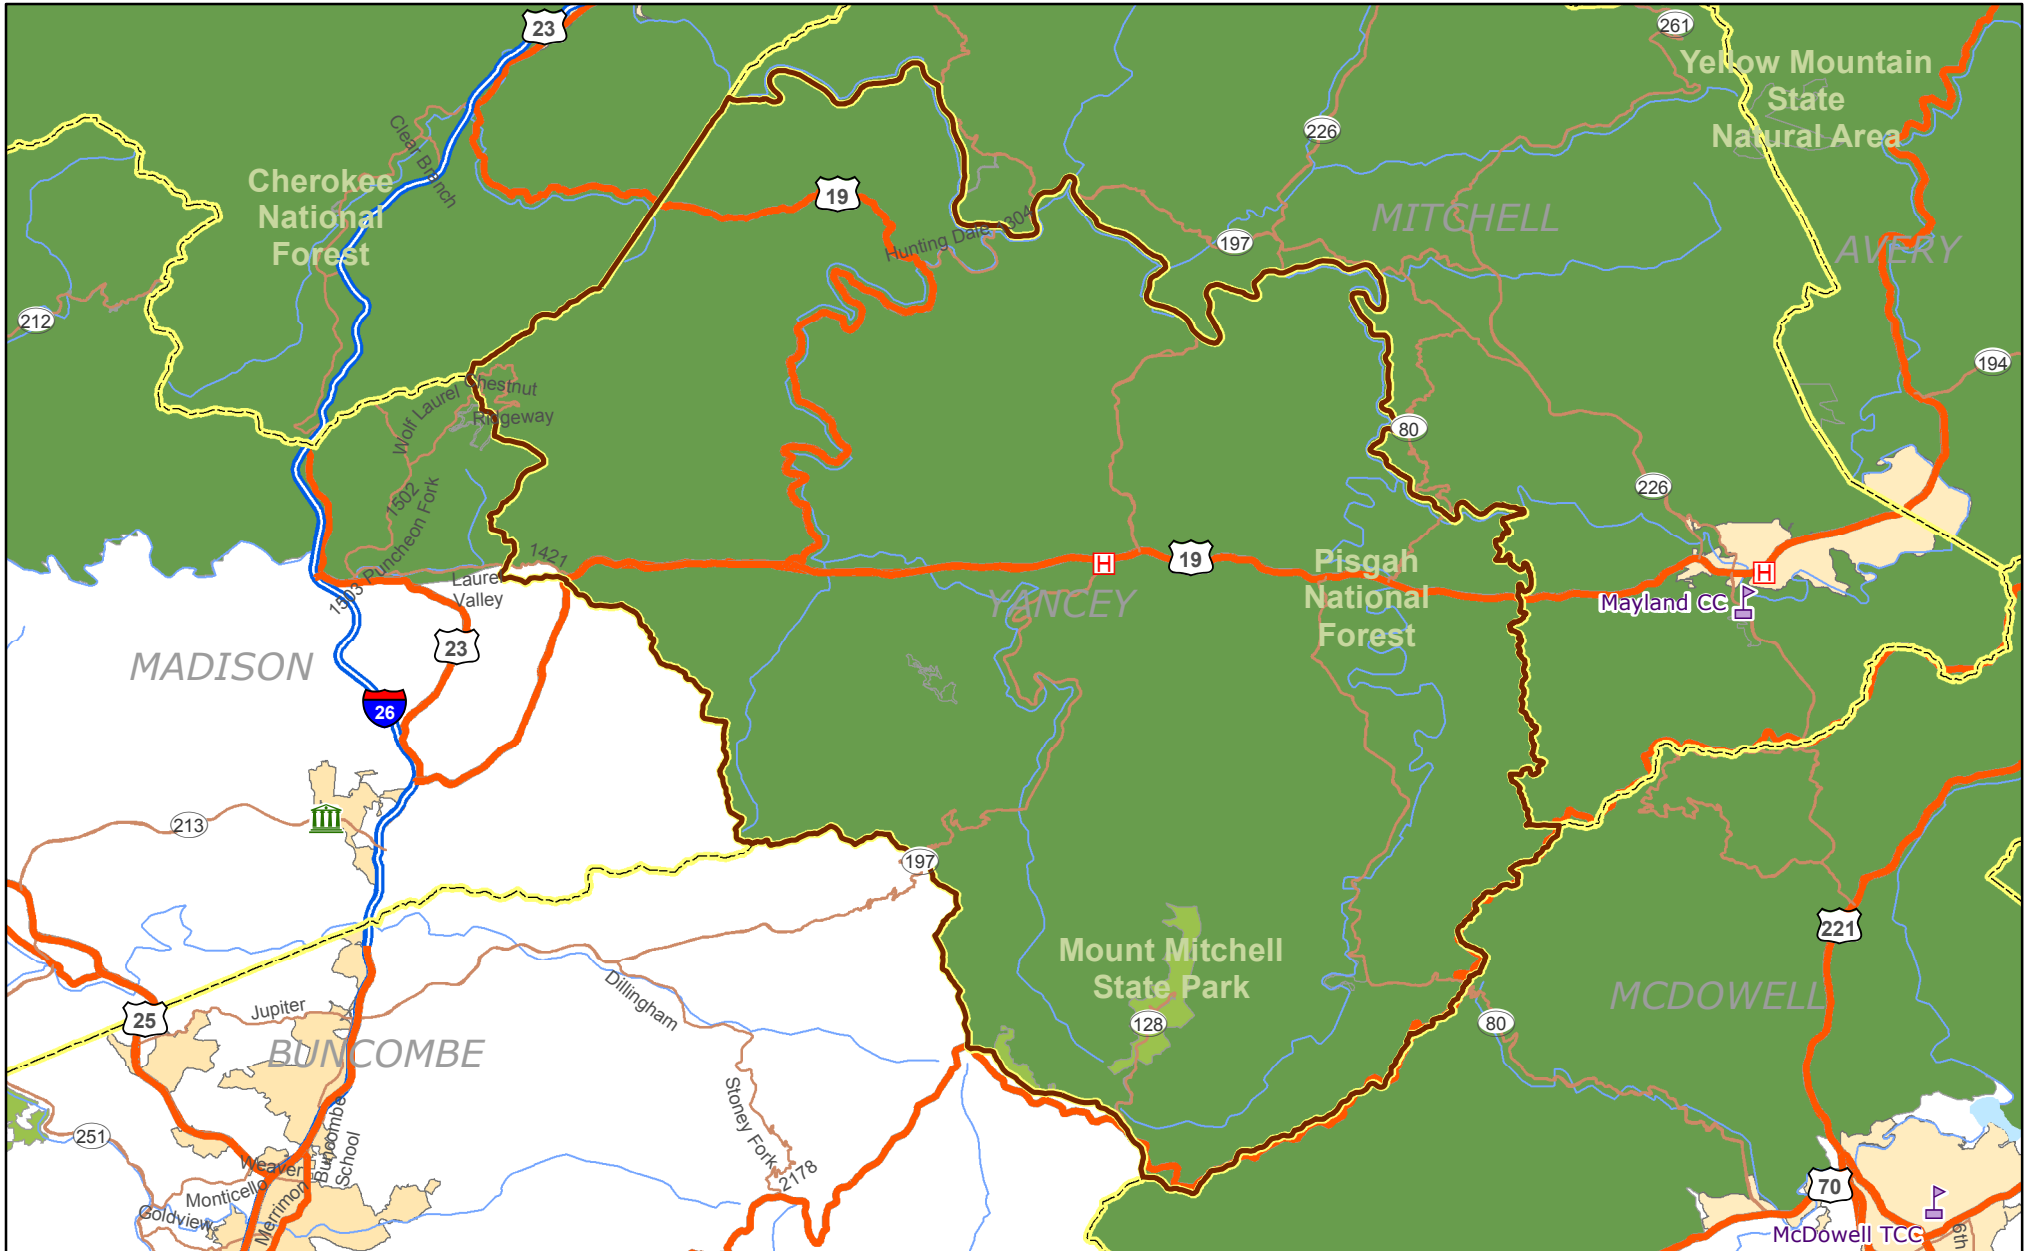 23
261
Yellow Mountain
State
Natural Area
226
Clear Branch
Cherokee
National
Forest
19
304
Hunting Dale
197
MITCHELL
AVERY
212
194
Chestnut
Wolf Laurel
Ridgeway
80
226
1502
Puncheon Fork
1503
1421
Laurel
Valley
H
19
Pisgah
National
Forest
H
Mayland CC
YANCEY
23
MADISON
26
213
197
221
Mount Mitchell
State Park
MCDOWELL
128
80
25
Jupiter
Dillingham
BUNCOMBE
251
Stoney Fork
2178
Buncombe
School
Weaver
Monticello
Goldview
Merrimon
70
McDowell TCC
6th